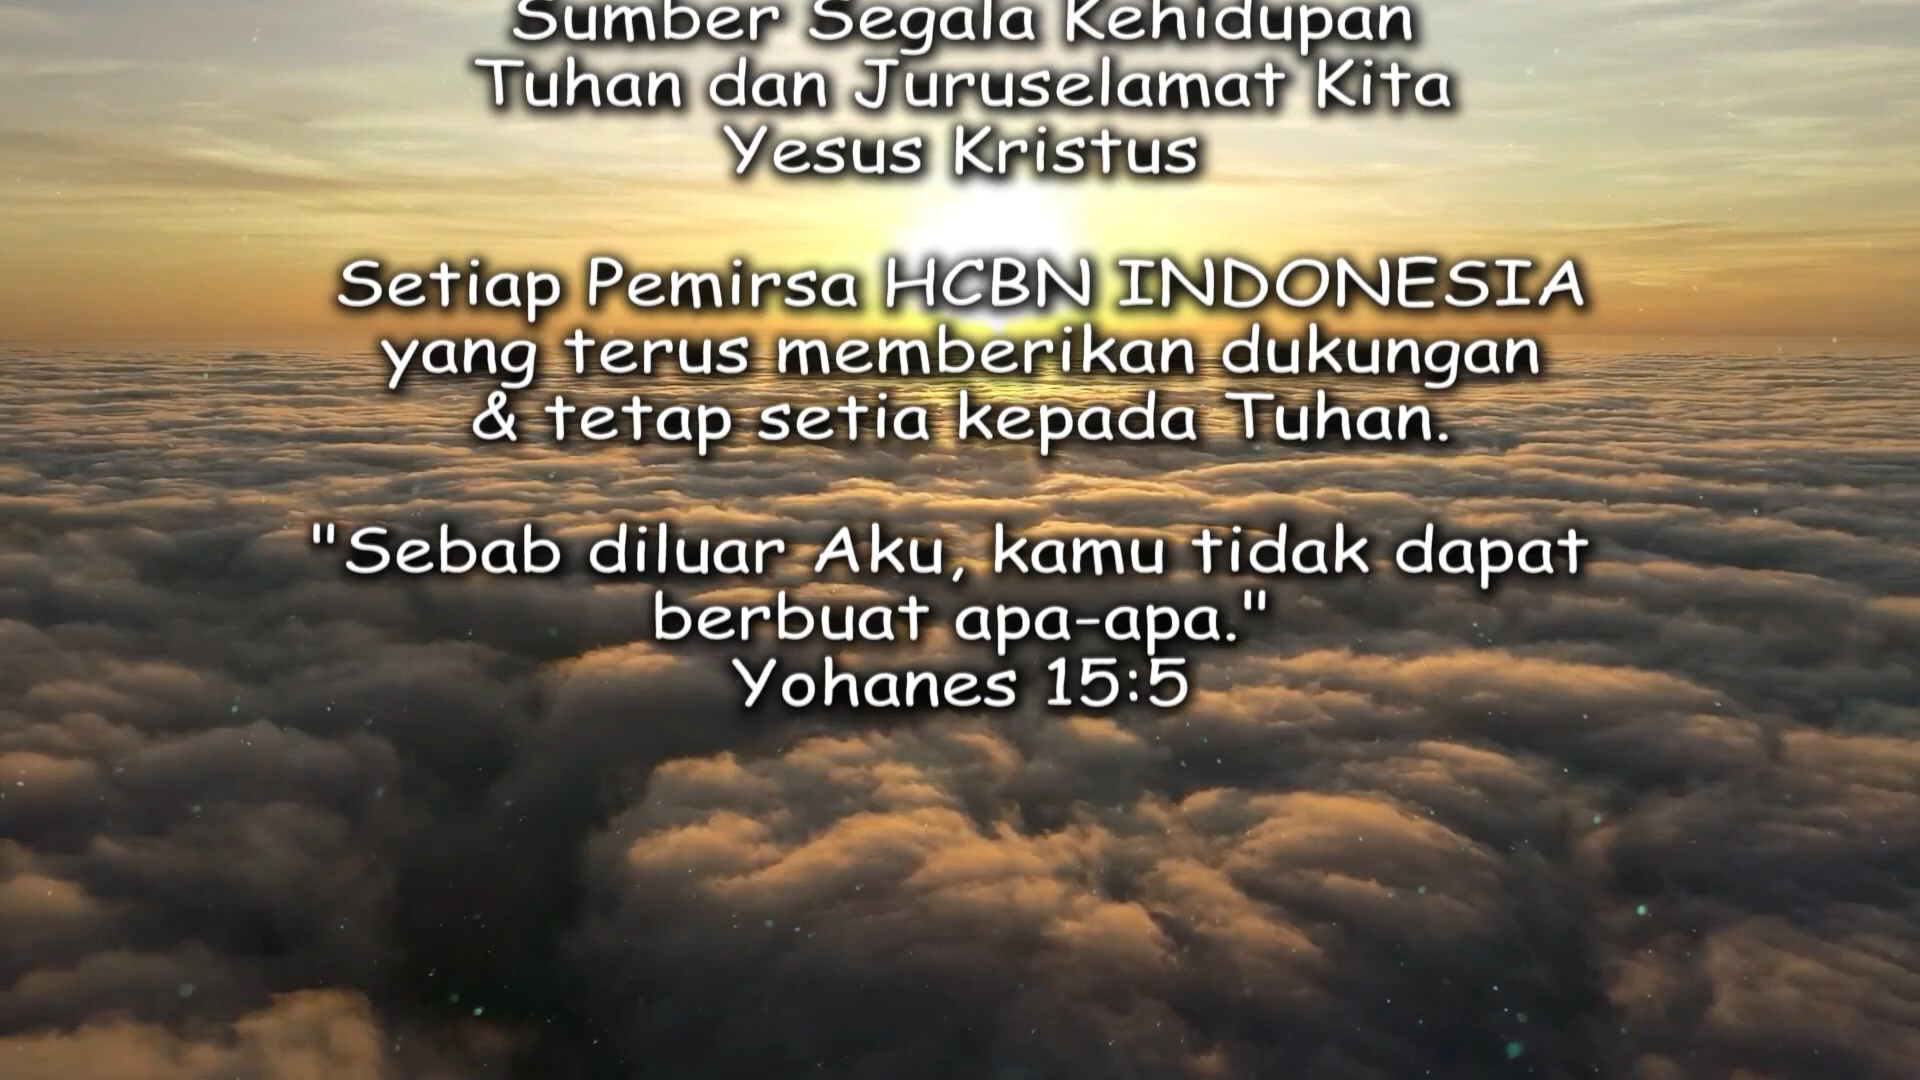 Sumber Segala Kehidupan
Tuhan dan Juruselamat Kita
Yesus Kristus
Setiap Pemirsa HCBN INDONESIA
yang terus memberikan dukungan
& tetap setia kepada Tuhan.
"Sebab diluar Aku, kamu tidak dapat
berbuat apa-apa."
Yohanes 15:5